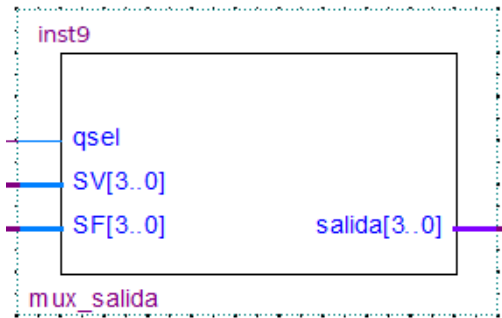 inst9
qsel
SV[3..0]
SF[3..0] salida[3..0]
mux_salida